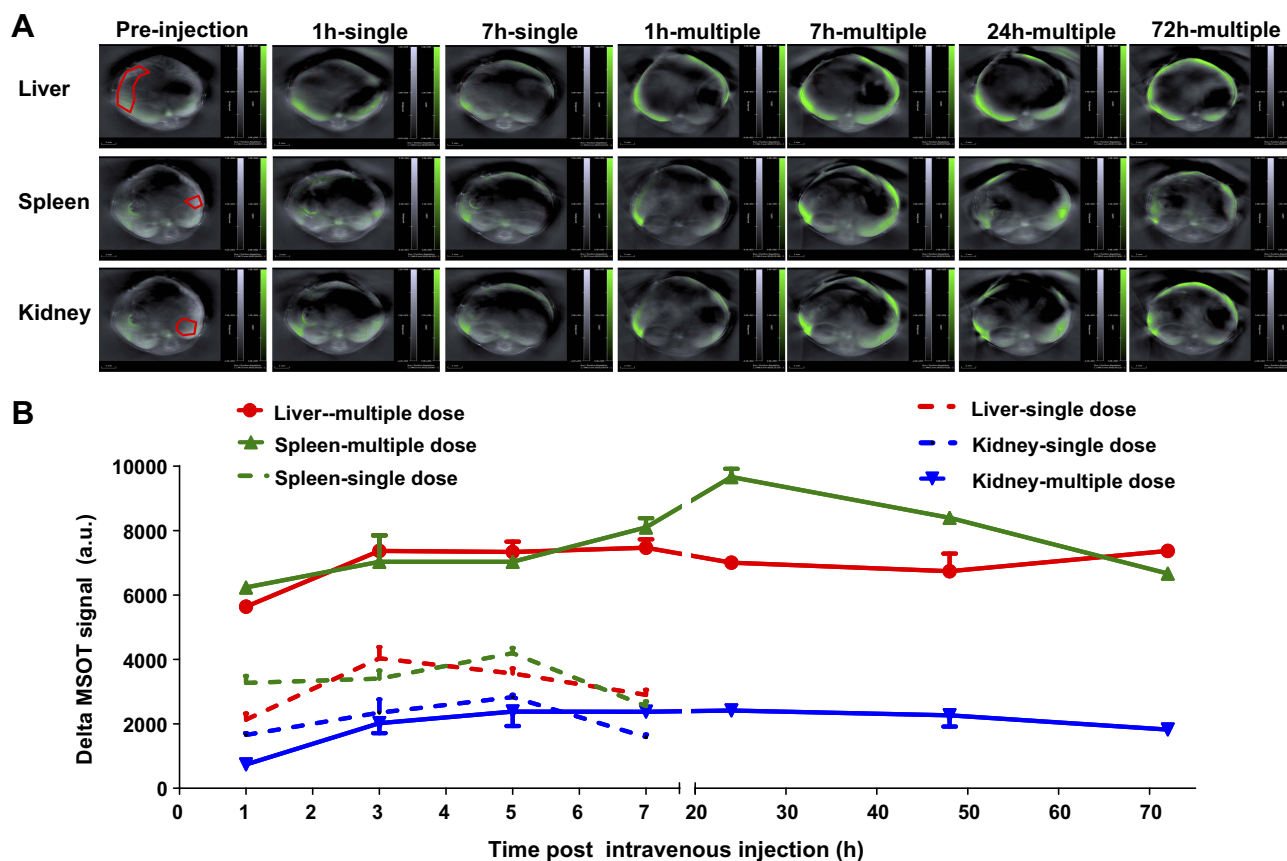 A
Pre-injection 1h-single 7h-single 1h-multiple 7h-multiple 24h-multiple 72h-multiple
Liver
Spleen
Kidney
B
Liver--multiple dose
Spleen-multiple dose
Spleen-single dose
Liver-single dose
Kidney-single dose
Kidney-multiple dose
Delta MSOT signal (a.u.)
10000
8000
6000
4000
2000
0
0 1 2 3 4 5 6 7 20 30 40 50 60 70
Time post intravenous injection (h)